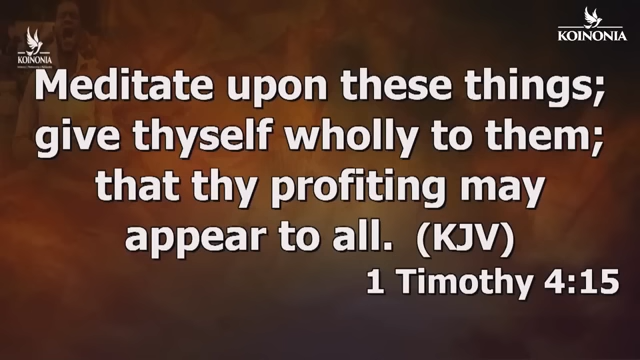 KOINONIA
KOINONIA
Meditate upon these things;
give thyself wholly to them;
that thy profiting may
appear to all. (KJV)
1 Timothy 4:15